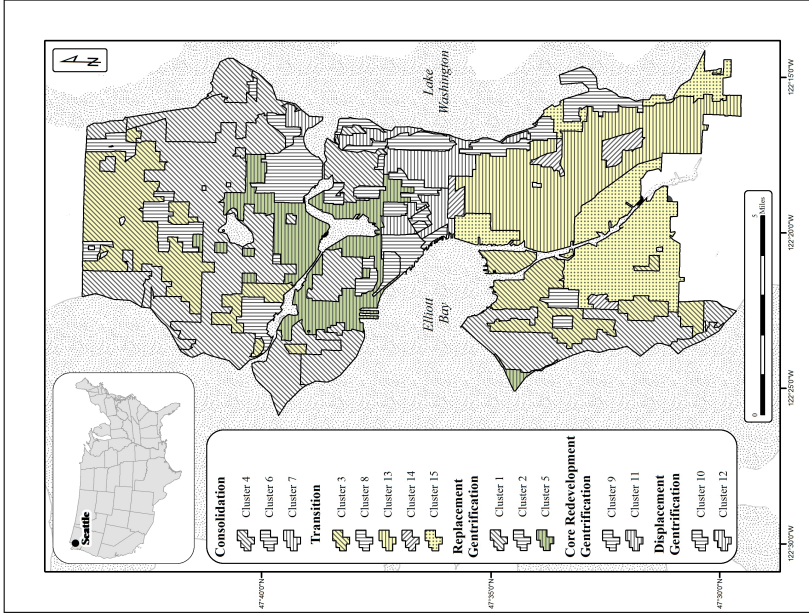 N
Lake
Washington
Elliott
Bay
Seattle
Consolidation
Cluster 4
Cluster 6
Cluster 7
Transition
Cluster 3
Cluster 8
Cluster 13
Cluster 14
Cluster 15
Replacement
Gentrification
Cluster 1
Cluster 2
Cluster 5
Core Redevelopment
Gentrification
Cluster 9
Cluster 11
Displacement
Gentrification
Cluster 10
Cluster 12
0
5
Miles
122°30'0"W
122°25'0"W
122°20'0"W
122°15'0"W
47°40'0"N
47°35'0"N
47°30'0"N